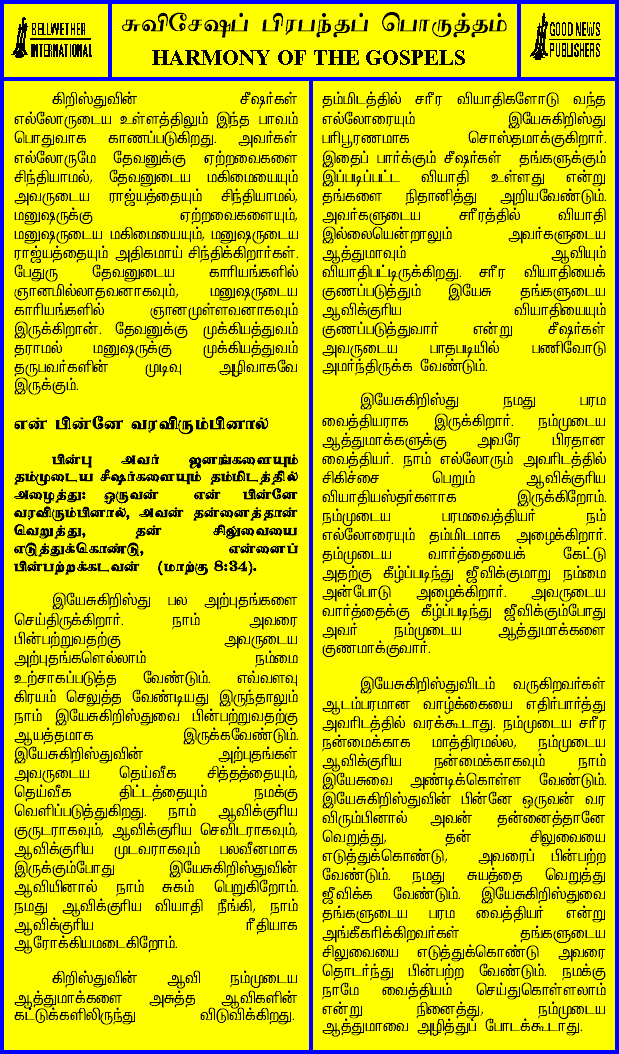 BELLWETHER
INTERNATIONAL
சுவிசேஷப் பிரபந்தப் பொருத்தம்
HARMONY OF THE GOSPELS
GOOD NEWS
PUBLISHERS
கிறிஸ்துவின் சீஷர்கள்
எல்லோருடைய உள்ளத்திலும் இந்த பாவம்
பொதுவாக காணப்படுகிறது. அவர்கள்
எல்லோருமே தேவனுக்கு ஏற்றவைகளை
சிந்தியாமல், தேவனுடைய மகிமையையும்
அவருடைய ராஜ்யத்தையும் சிந்தியாமல்,
மனுஷருக்கு ஏற்றவைகளையும்,
மனுஷருடைய மகிமையையும், மனுஷருடைய
ராஜ்யத்தையும் அதிகமாய் சிந்திக்கிறார்கள்.
பேதுரு தேவனுடைய காரியங்களில்
ஞானமில்லாதவனாகவும், மனுஷருடைய
காரியங்களில் ஞானமுள்ளவனாகவும்
இருக்கிறான். தேவனுக்கு முக்கியத்துவம்
தராமல் மனுஷருக்கு முக்கியத்துவம்
தருபவர்களின் முடிவு அழிவாகவே
இருக்கும்.
என் பின்னே வரவிரும்பினால்
பின்பு அவர் ஜனங்களையும்
தம்முடைய சீஷர்களையும் தம்மிடத்தில்
அழைத்து: ஒருவன் என் பின்னே
வரவிரும்பினால், அவன் தன்னைத்தான்
வெறுத்து, தன் சிலுவையை
எடுத்துக்கொண்டு, என்னைப்
பின்பற்றக்கடவன் (மாற்கு 8:34).
இயேசுகிறிஸ்து பல அற்புதங்களை
செய்திருக்கிறார். நாம் அவரை
பின்பற்றுவதற்கு அவருடைய
அற்புதங்களெல்லாம் நம்மை
உற்சாகப்படுத்த வேண்டும். எவ்வளவு
கிரயம் செலுத்த வேண்டியது இருந்தாலும்
நாம் இயேசுகிறிஸ்துவை பின்பற்றுவதற்கு
ஆயத்தமாக இருக்கவேண்டும்.
இயேசுகிறிஸ்துவின் அற்புதங்கள்
அவருடைய தெய்வீக சித்தத்தையும்,
தெய்வீக திட்டத்தையும் நமக்கு
வெளிப்படுத்துகிறது. நாம் ஆவிக்குரிய
குருடராகவும், ஆவிக்குரிய செவிடராகவும்,
ஆவிக்குரிய முடவராகவும் பலவீனமாக
இருக்கும்போது இயேசுகிறிஸ்துவின்
ஆவியினால் நாம் சுகம் பெறுகிறோம்.
நமது ஆவிக்குரிய வியாதி நீங்கி, நாம்
ஆவிக்குரிய ரீதியாக
ஆரோக்கியமடைகிறோம்.
கிறிஸ்துவின் ஆவி நம்முடைய
ஆத்துமாக்களை அசுத்த ஆவிகளின்
கட்டுக்களிலிருந்து விடுவிக்கிறது.
தம்மிடத்தில் சரீர வியாதிகளோடு வந்த
எல்லோரையும் இயேசுகிறிஸ்து
பரிபூரணமாக சொஸ்தமாக்குகிறார்.
இதைப் பார்க்கும் சீஷர்கள் தங்களுக்கும்
இப்படிப்பட்ட வியாதி உள்ளது என்று
தங்களை நிதானித்து அறியவேண்டும்.
அவர்களுடைய சரீரத்தில் வியாதி
இல்லையென்றாலும் அவர்களுடைய
ஆத்துமாவும் ஆவியும்
வியாதிபட்டிருக்கிறது. சரீர வியாதியைக்
குணப்படுத்தும் இயேசு தங்களுடைய
ஆவிக்குரிய வியாதியையும்
குணப்படுத்துவார் என்று சீஷர்கள்
அவருடைய பாதபடியில் பணிவோடு
அமர்ந்திருக்க வேண்டும்.
இயேசுகிறிஸ்து நமது பரம
வைத்தியராக இருக்கிறார். நம்முடைய
ஆத்துமாக்களுக்கு அவரே பிரதான
வைத்தியர். நாம் எல்லோரும் அவரிடத்தில்
சிகிச்சை பெறும் ஆவிக்குரிய
வியாதியஸ்தர்களாக இருக்கிறோம்.
நம்முடைய பரமவைத்தியர் நம்
எல்லோரையும் தம்மிடமாக அழைக்கிறார்.
தம்முடைய வார்த்தையைக் கேட்டு
அதற்கு கீழ்ப்படிந்து ஜீவிக்குமாறு நம்மை
அன்போடு அழைக்கிறார். அவருடைய
வார்த்தைக்கு கீழ்ப்படிந்து ஜீவிக்கும்போது
அவர் நம்முடைய ஆத்துமாக்களை
குணமாக்குவார்.
இயேசுகிறிஸ்துவிடம் வருகிறவர்கள்
ஆடம்பரமான வாழ்க்கையை எதிர்பார்த்து
அவரிடத்தில் வரக்கூடாது. நம்முடைய சரீர
நன்மைக்காக மாத்திரமல்ல, நம்முடைய
ஆவிக்குரிய நன்மைக்காகவும் நாம்
இயேசுவை அண்டிக்கொள்ள வேண்டும்.
இயேசுகிறிஸ்துவின் பின்னே ஒருவன் வர
விரும்பினால் அவன் தன்னைத்தானே
வெறுத்து, தன் சிலுவையை
எடுத்துக்கொண்டு, அவரைப் பின்பற்ற
வேண்டும். நமது சுயத்தை வெறுத்து
ஜீவிக்க வேண்டும். இயேசுகிறிஸ்துவை
தங்களுடைய பரம வைத்தியர் என்று
அங்கீகரிக்கிறவர்கள் தங்களுடைய
சிலுவையை எடுத்துக்கொண்டு அவரை
தொடர்ந்து பின்பற்ற வேண்டும். நமக்கு
நாமே வைத்தியம் செய்துகொள்ளலாம்
என்று நினைத்து, நம்முடைய
ஆத்துமாவை அழித்துப் போடக்கூடாது.